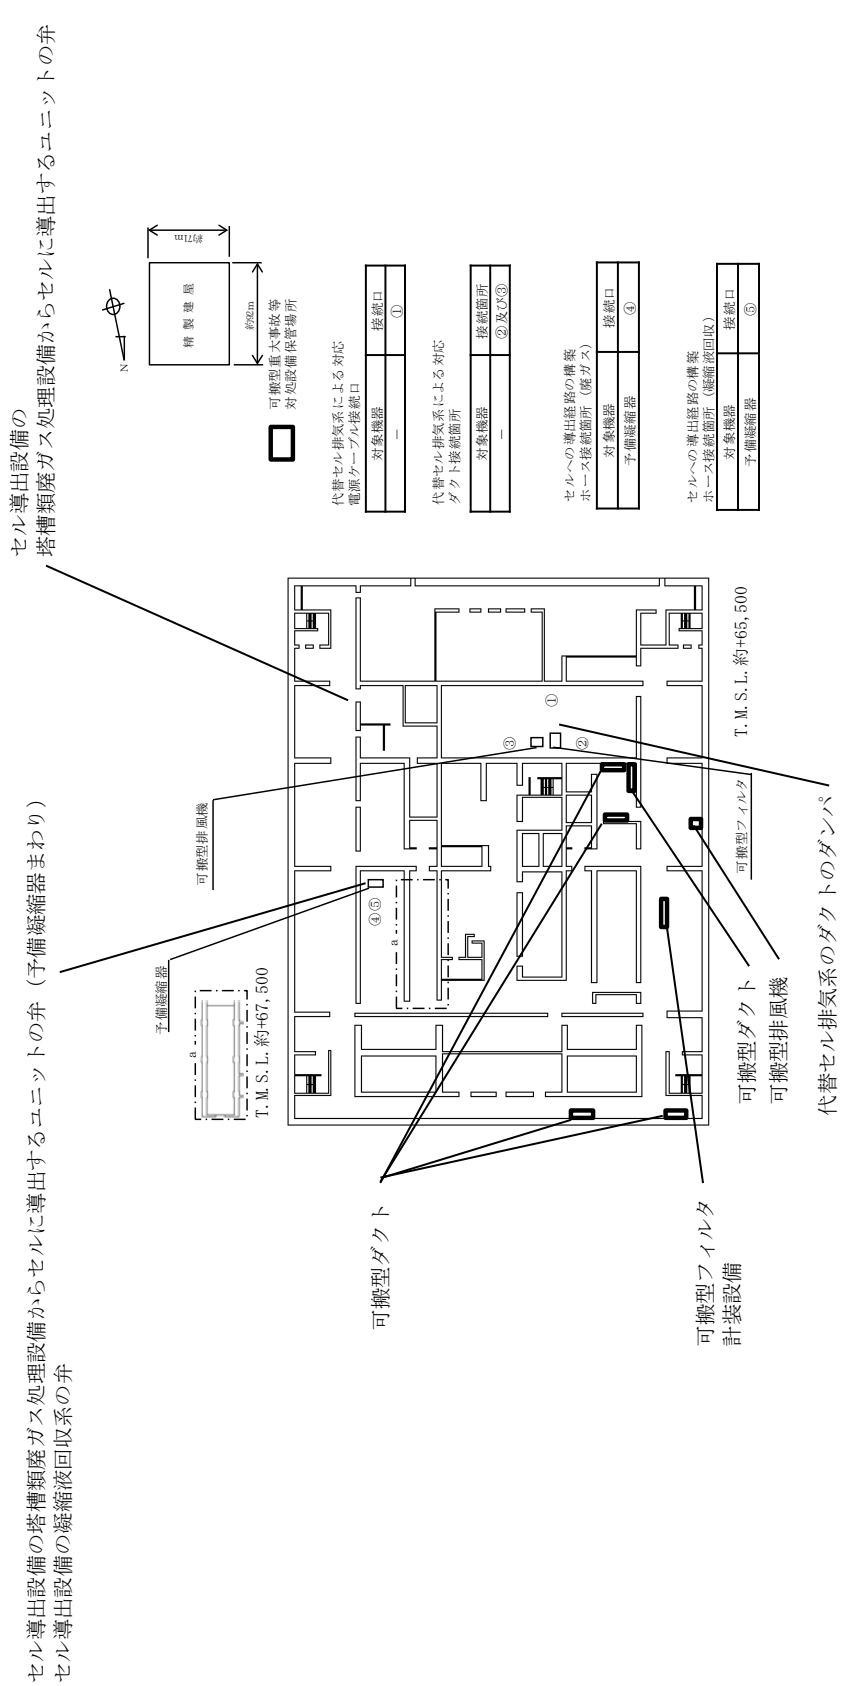 セル導出設備の
塔槽類廃ガス処理設備からセルに導出するユニットの弁
セル導出設備の塔槽類廃ガス処理設備からセルに導出するユニットの弁（予備凝縮器まわり）
セル導出設備の凝縮液回収系の弁
N
精製建屋
約71m
約92m
可搬型重大事故等
対処設備保管場所
代替セル排気系による対応
電源ケーブル接続口
対象機器 接続口
－ ①
代替セル排気系による対応
ダクト接続箇所
対象機器 接続箇所
－ ②及び③
セルへの導出経路の構築
ホース接続箇所（廃ガス）
対象機器 接続口
予備凝縮器 ④
セルへの導出経路の構築
ホース接続箇所（凝縮液回収）
対象機器 接続口
予備凝縮器 ⑤
予備凝縮器
可搬型排風機
a
T.M.S.L.約+67,500
④⑤
a
③
②
①
T.M.S.L.約+65,500
可搬型フィルタ
可搬型ダクト
可搬型フィルタ
計装設備
可搬型ダクト
可搬型排風機
代替セル排気系のダクトのダンパ